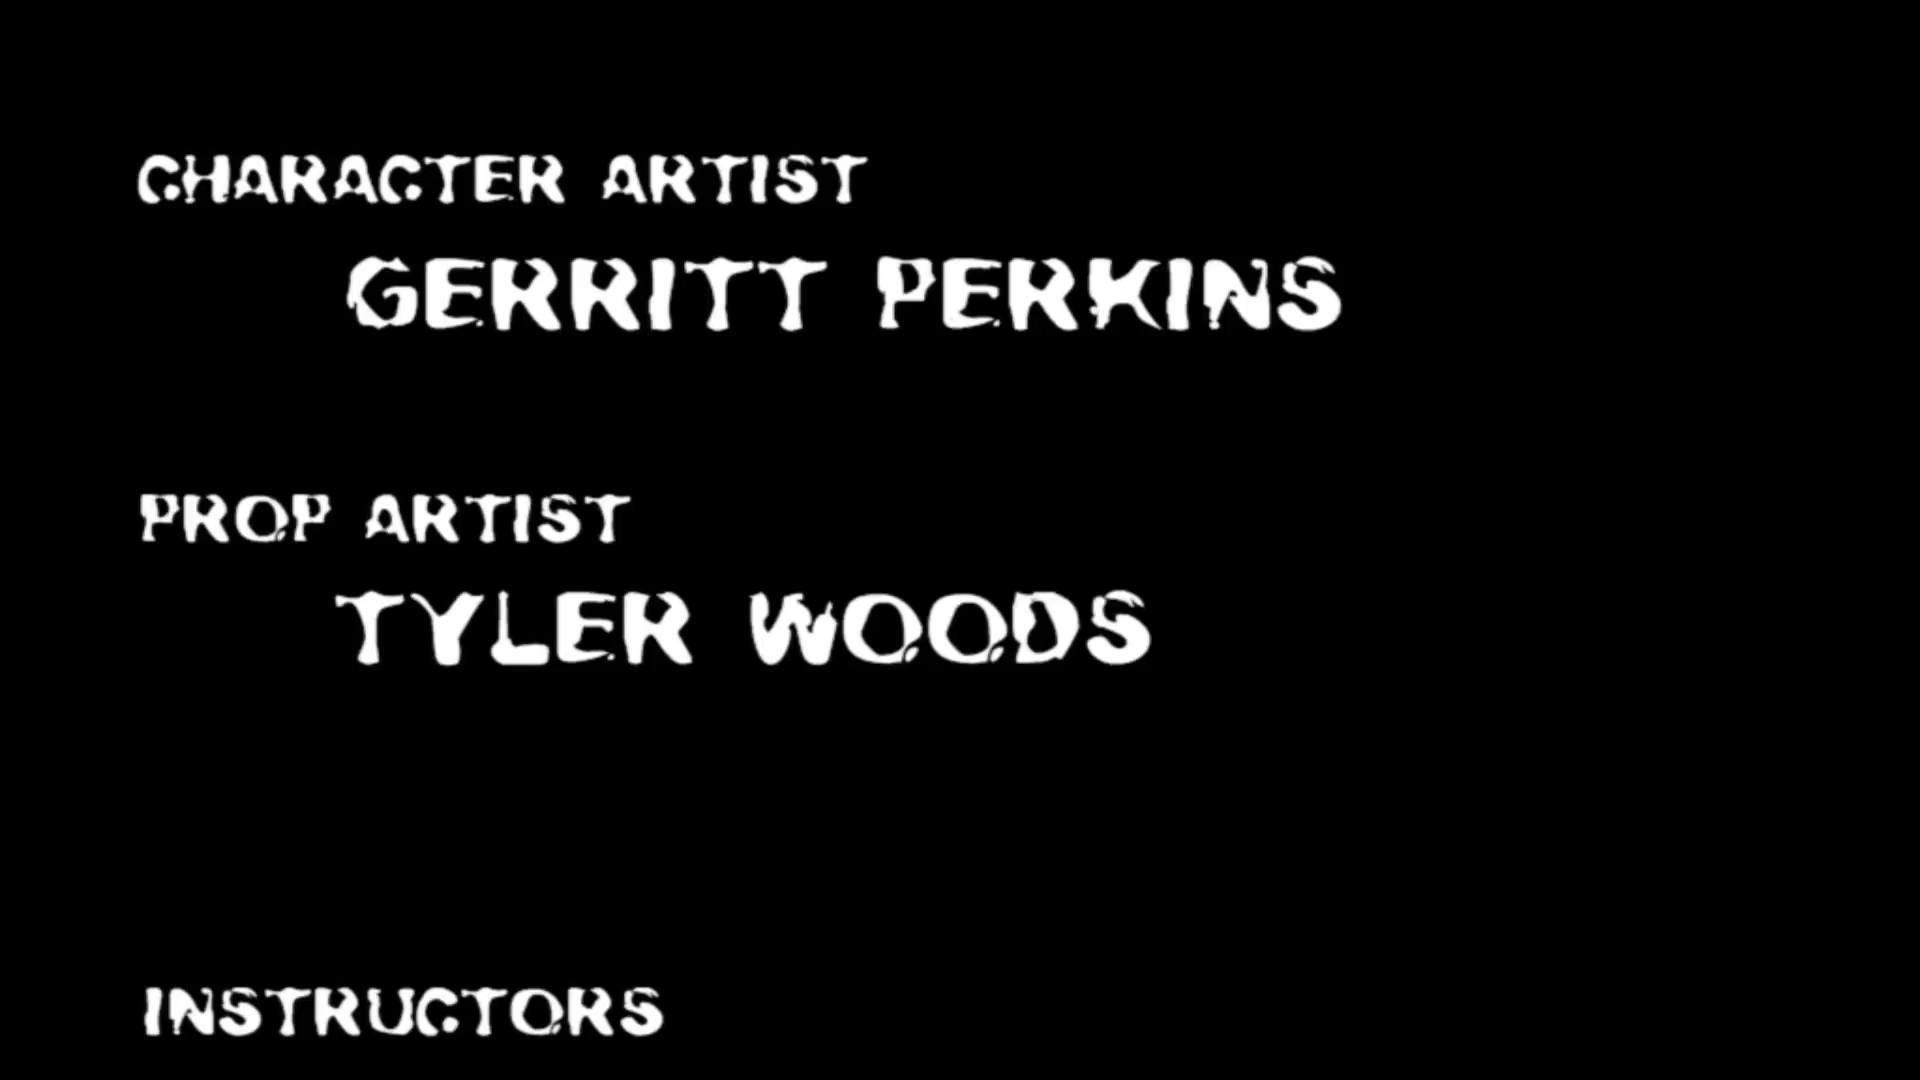 CHARACTER ARTIST
GERRITT PERKINS
PROP ARTIST
TYLER WOODS
INSTRUCTORS